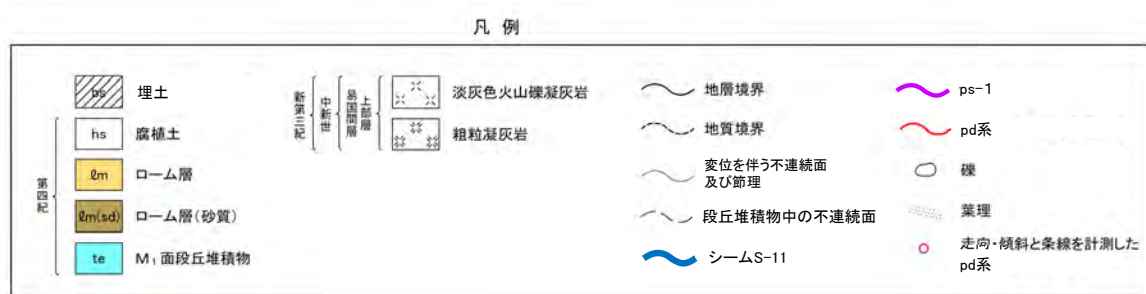 凡 例
bs 埋土
hs 腐植土
ℓm ローム層
ℓm(sd) ローム層(砂質)
te M₁面段丘堆積物
第四紀
新第三紀
中新世
易国間層
上部層
淡灰色火山礫凝灰岩
粗粒凝灰岩
地層境界
地質境界
変位を伴う不連続面
及び節理
段丘堆積物中の不連続面
シームS-11
ps-1
pd系
礫
葉理
走向・傾斜と条線を計測した
pd系